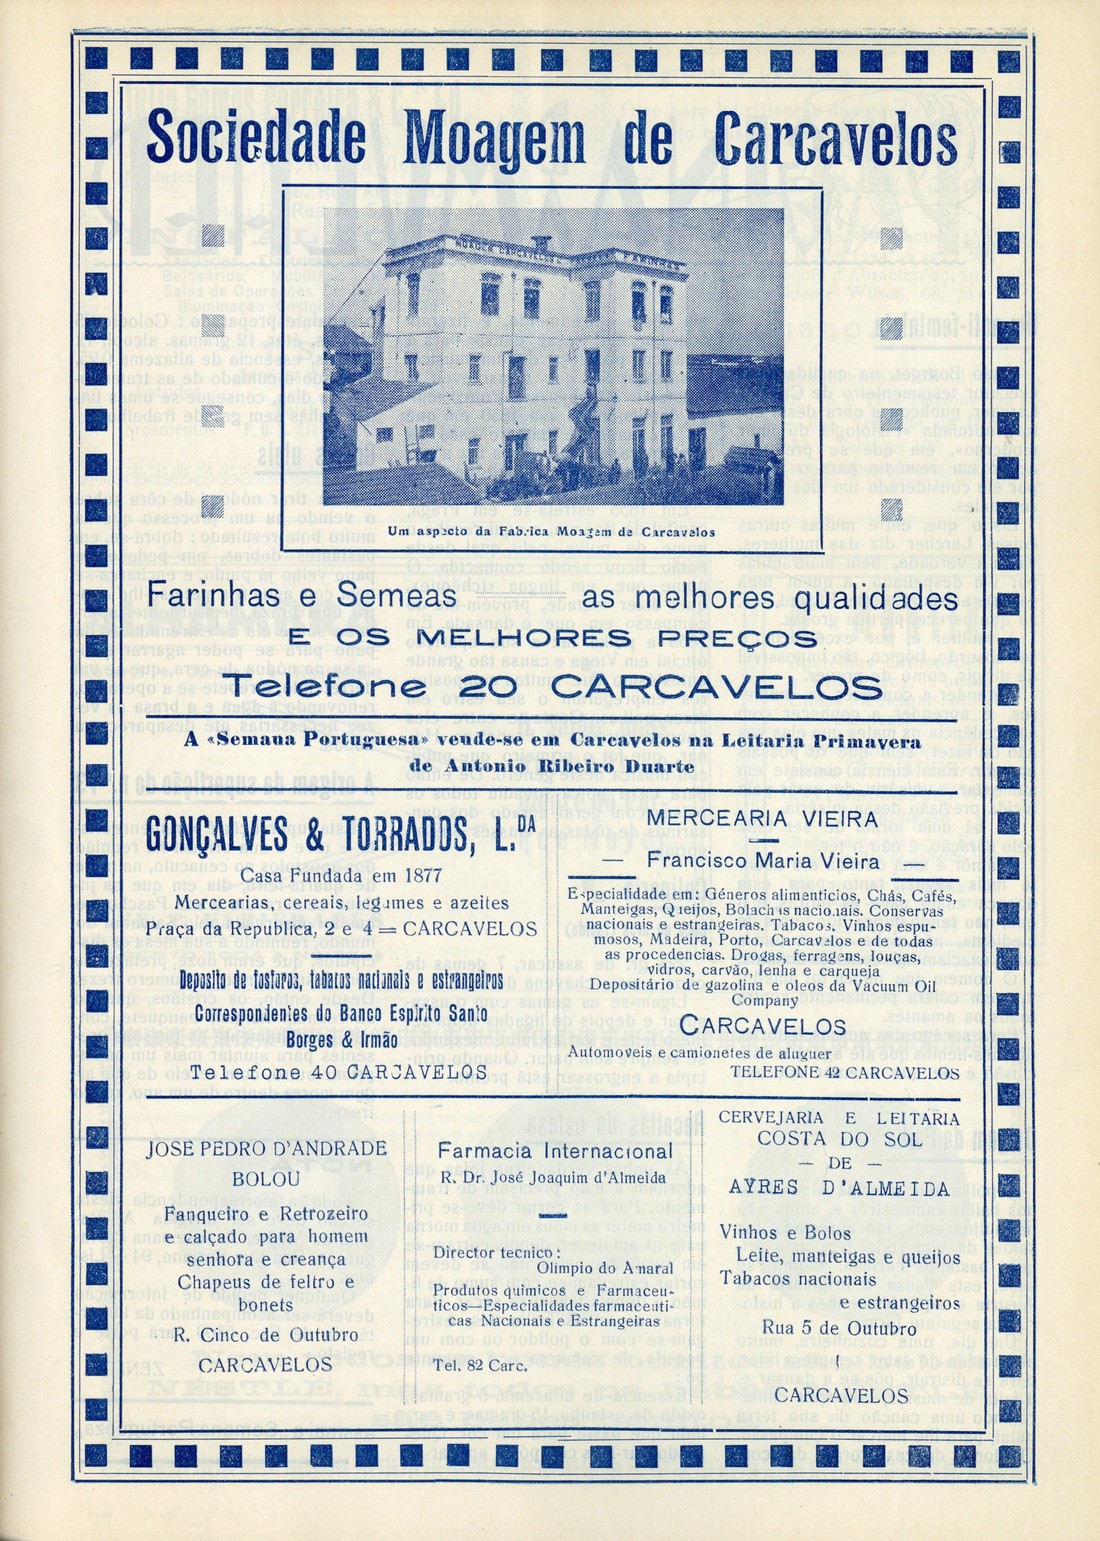 Sociedade Moagem de Carcavelos
MOAGEM CARCAVELOS FARINHAS
Um aspecto da Fabrica Moagem de Carcavelos
Farinhas e Semeas as melhores qualidades
E OS MELHORES PREÇOS
Telefone 20 CARCAVELOS
A «Semana Portuguesa» vende-se em Carcavelos na Leitaria Primavera
de Antonio Ribeiro Duarte
GONÇALVES & TORRADOS, L.DA
Casa Fundada em 1877
Mercearias, cereais, legumes e azeites
Praça da Republica, 2 e 4 = CARCAVELOS
Deposito de fosforos, tabacos nacionais e estrangeiros
Correspondentes do Banco Espirito Santo
Borges & Irmão
Telefone 40 CARCAVELOS
MERCEARIA VIEIRA
— Francisco Maria Vieira —
Especialidade em: Géneros alimenticios, Chás, Cafés,
Manteigas, Queijos, Bolachas nacionais. Conservas
nacionais e estrangeiras. Tabacos. Vinhos espu-
mosos, Madeira, Porto, Carcavelos e de todas
as procedencias. Drogas, ferragens, louças,
vidros, carvão, lenha e carqueja
Depositário de gazolina e oleos da Vacuum Oil
Company
CARCAVELOS
Automoveis e camionetes de aluguer
TELEFONE 42 CARCAVELOS
JOSE PEDRO D'ANDRADE
BOLOU
Fanqueiro e Retrozeiro
e calçado para homem
senhora e creança
Chapeus de feltro e
bonets
R. Cinco de Outubro
CARCAVELOS
Farmacia Internacional
R. Dr. José Joaquim d'Almeida
Director tecnico:
Olimpio do Amaral
Produtos quimicos e Farmaceu-
ticos—Especialidades farmaceuti-
cas Nacionais e Estrangeiras
Tel. 82 Carc.
CERVEJARIA E LEITARIA
COSTA DO SOL
— DE —
AYRES D'ALMEIDA
Vinhos e Bolos
Leite, manteigas e queijos
Tabacos nacionais
e estrangeiros
Rua 5 de Outubro
CARCAVELOS